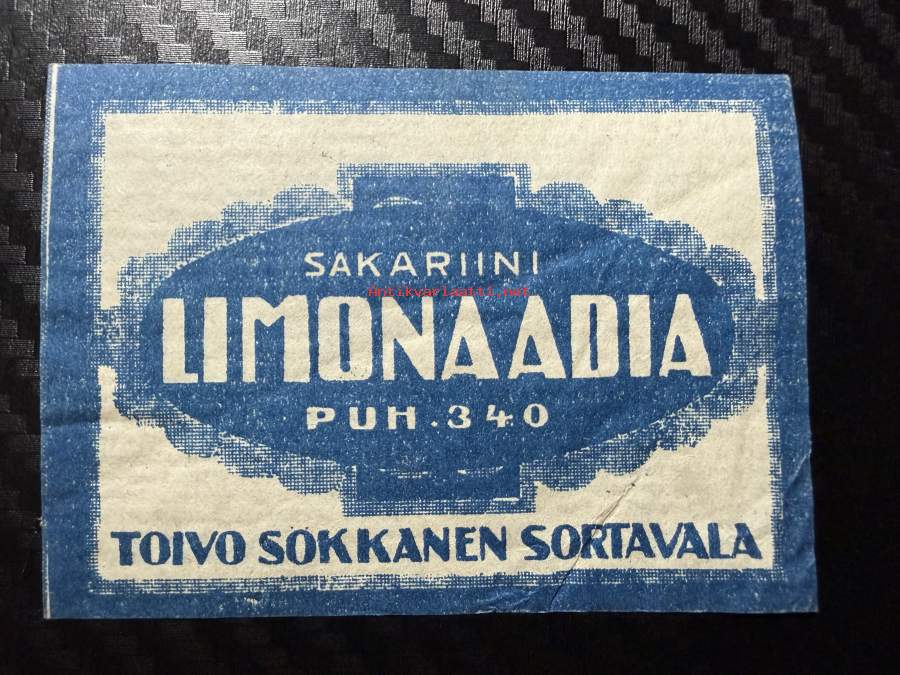 SAKARIINI
Antikvariaatti.net
LIMONAADIA
PUH. 340
TOIVO SOKKANEN SORTAVALA